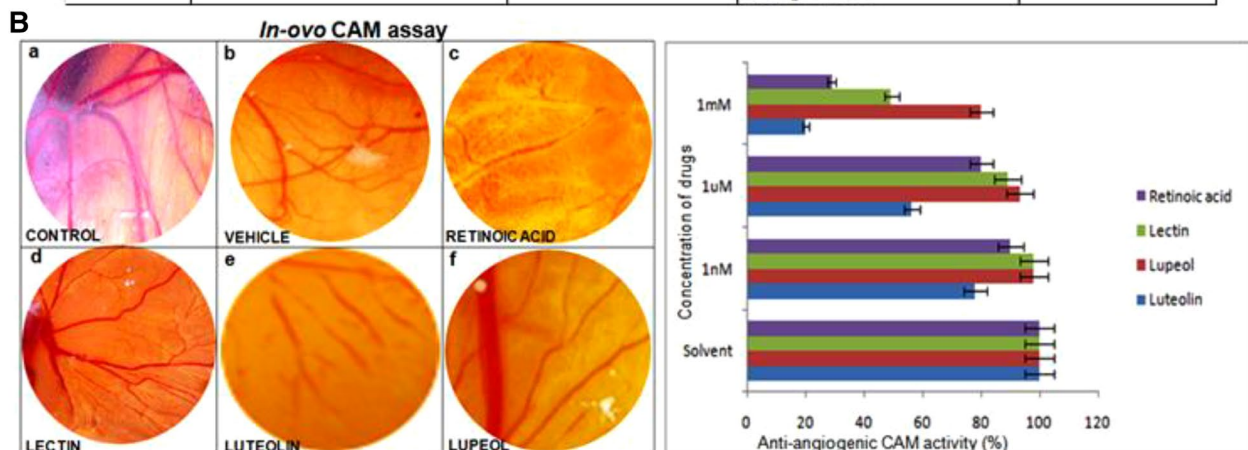 B
In-ovo CAM assay
a
b
c
CONTROL
VEHICLE
RETINOIC ACID
d
e
f
LECTIN
LUTEOLIN
LUPEOL
Concentration of drugs
1mM
1uM
1nM
Solvent
0 20 40 60 80 100 120
Anti-angiogenic CAM activity (%)
Retinoic acid
Lectin
Lupeol
Luteolin